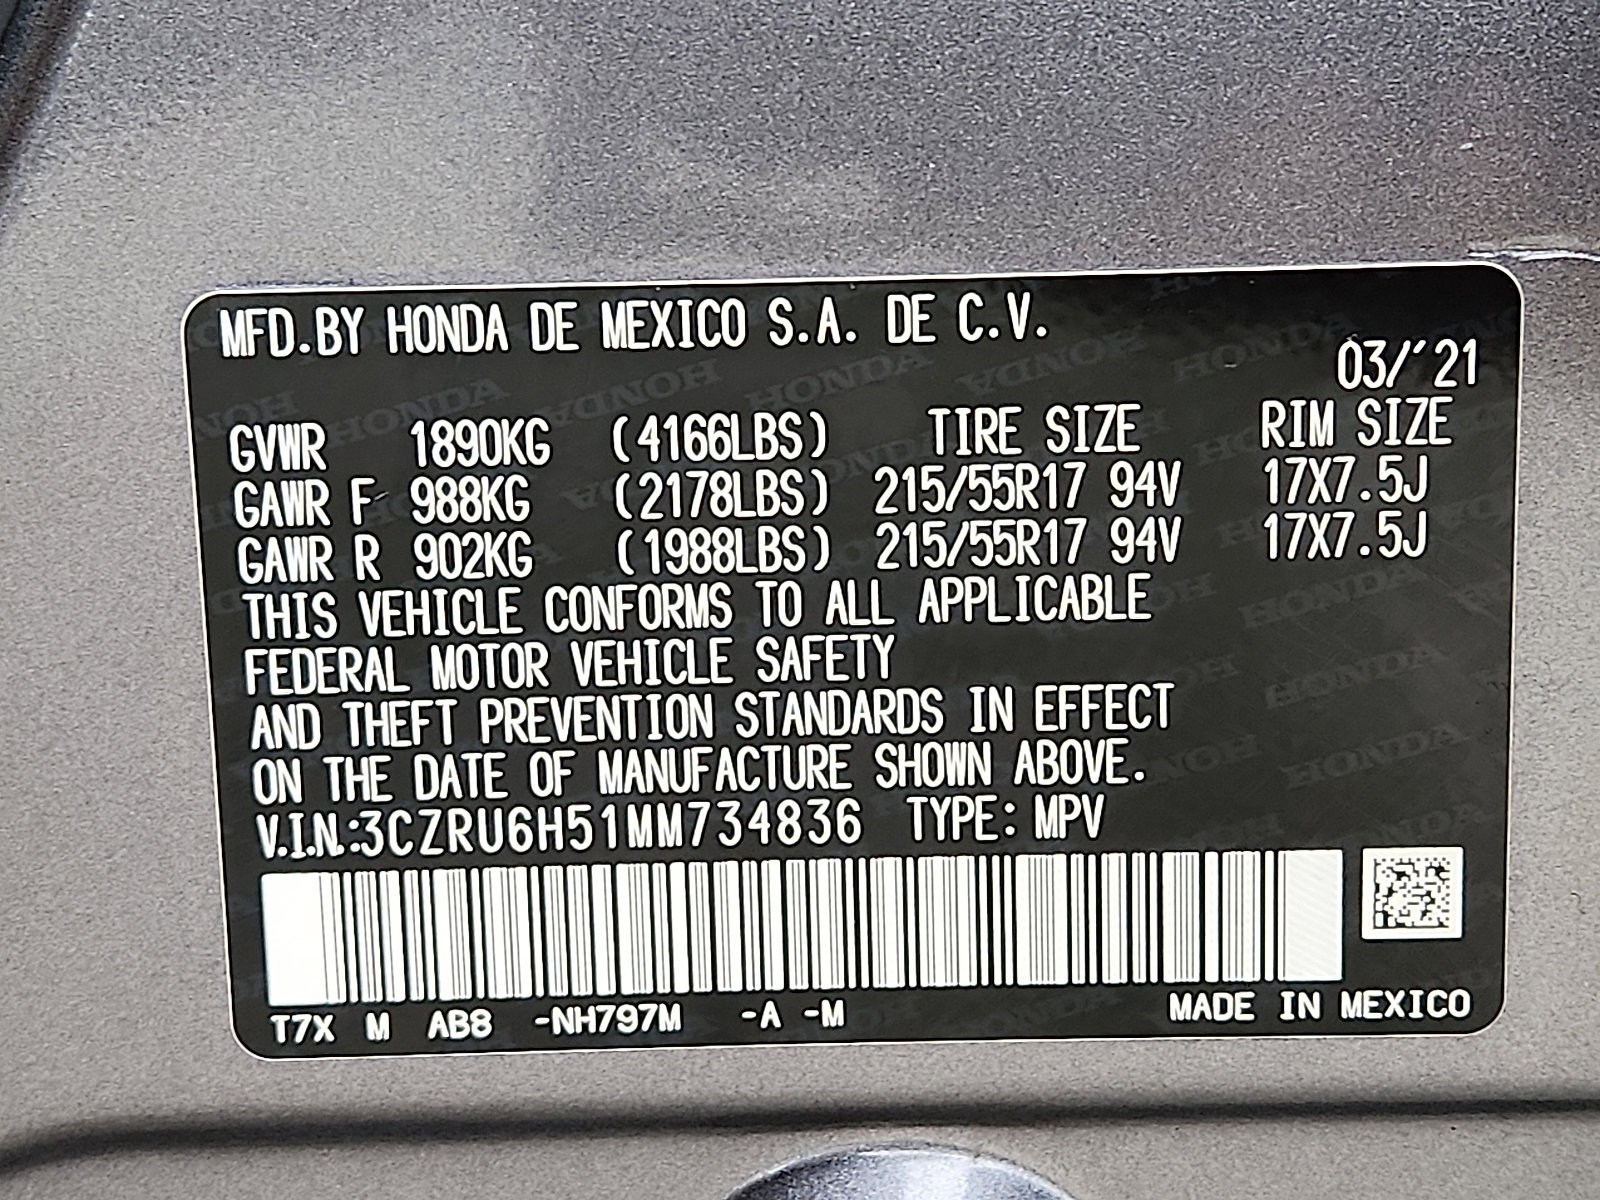 MFD.BY HONDA DE MEXICO S.A. DE C.V.
03/´21
GVWR 1890KG (4166LBS) TIRE SIZE RIM SIZE
GAWR F 988KG (2178LBS) 215/55R17 94V 17X7.5J
GAWR R 902KG (1988LBS) 215/55R17 94V 17X7.5J
THIS VEHICLE CONFORMS TO ALL APPLICABLE
FEDERAL MOTOR VEHICLE SAFETY
AND THEFT PREVENTION STANDARDS IN EFFECT
ON THE DATE OF MANUFACTURE SHOWN ABOVE.
V.I.N.:3CZRU6H51MM734836 TYPE: MPV
T7X M AB8 -NH797M -A -M MADE IN MEXICO